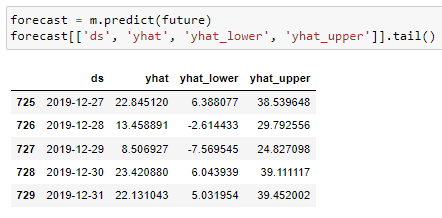 forecast = m.predict(future)
forecast[['ds', 'yhat', 'yhat_lower', 'yhat_upper']].tail()
ds yhat yhat_lower yhat_upper
725 2019-12-27 22.845120 6.388077 38.539648
726 2019-12-28 13.458891 -2.614433 29.792556
727 2019-12-29 8.506927 -7.569545 24.827098
728 2019-12-30 23.420880 6.043939 39.111117
729 2019-12-31 22.131043 5.031954 39.452002